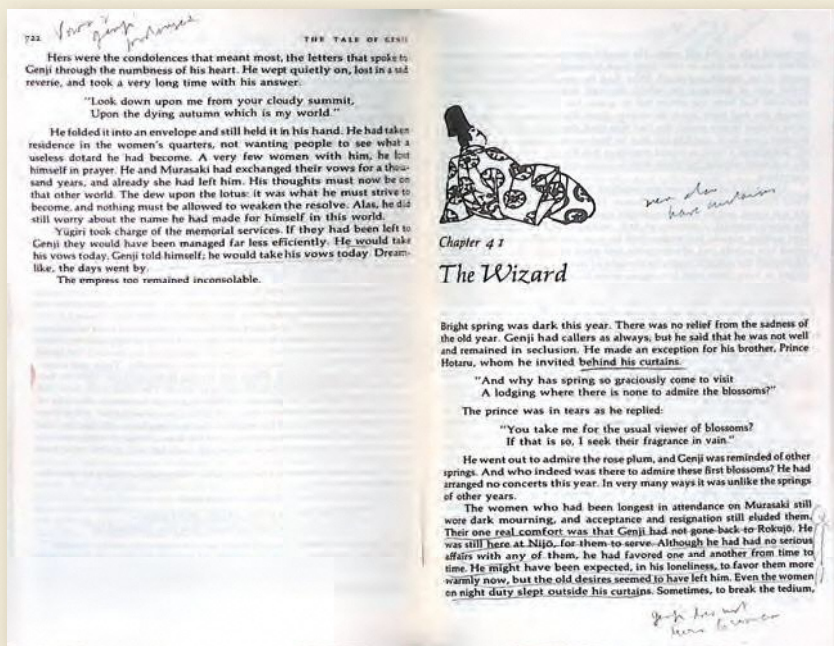 Vows
genji
722 THE TALE OF GENJI
Hers were the condolences that meant most, the letters that spoke to
Genji through the numbness of his heart. He wept quietly on, lost in a sad
reverie, and took a very long time with his answer.
"Look down upon me from your cloudy summit,
Upon the dying autumn which is my world."
He folded it into an envelope and still held it in his hand. He had taken
residence in the women's quarters, not wanting people to see what a
useless dotard he had become. A very few women with him, he lost
himself in prayer. He and Murasaki had exchanged their vows for a thou-
sand years, and already she had left him. His thoughts must now be on
that other world. The dew upon the lotus: it was what he must strive to
become, and nothing must be allowed to weaken the resolve. Alas, he did
still worry about the name he had made for himself in this world.
Yūgiri took charge of the memorial services. If they had been left to
Genji they would have been managed far less efficiently. He would take
his vows today, Genji told himself; he would take his vows today. Dream-
like, the days went by.
The empress too remained inconsolable.
men also
have curtains
Chapter 41
The Wizard
Bright spring was dark this year. There was no relief from the sadness of
the old year. Genji had callers as always, but he said that he was not well
and remained in seclusion. He made an exception for his brother, Prince
Hotaru, whom he invited behind his curtains.
"And why has spring so graciously come to visit
A lodging where there is none to admire the blossoms?"
The prince was in tears as he replied:
"You take me for the usual viewer of blossoms?
If that is so, I seek their fragrance in vain."
He went out to admire the rose plum, and Genji was reminded of other
springs. And who indeed was there to admire these first blossoms? He had
arranged no concerts this year. In very many ways it was unlike the springs
of other years.
The women who had been longest in attendance on Murasaki still
wore dark mourning, and acceptance and resignation still eluded them.
Their one real comfort was that Genji had not gone back to Rokujō. He
was still here at Nijō, for them to serve. Although he had had no serious
affairs with any of them, he had favored one and another from time to
time. He might have been expected, in his loneliness, to favor them more
warmly now, but the old desires seemed to have left him. Even the women
on night duty slept outside his curtains. Sometimes, to break the tedium,
genji has not
women